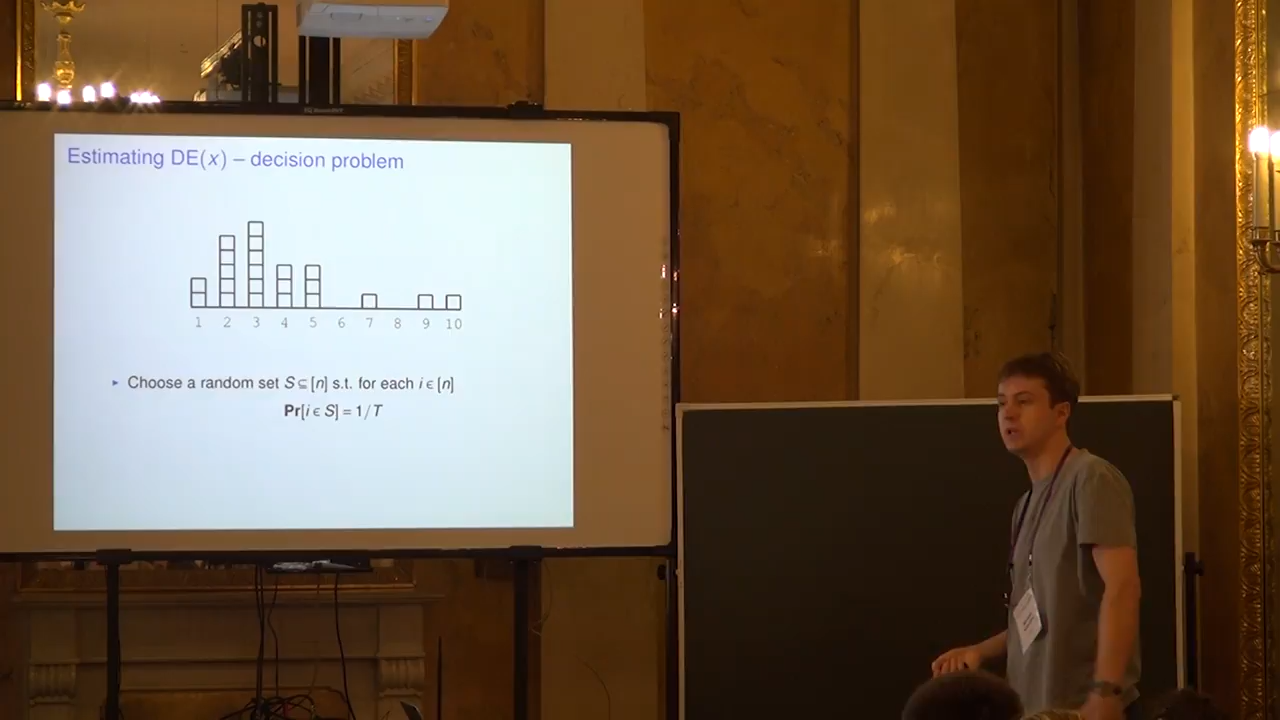 Estimating DE(x) – decision problem
1 2 3 4 5 6 7 8 9 10
▸ Choose a random set S ⊆ [n] s.t. for each i ∈ [n]
Pr[i ∈ S] = 1/T